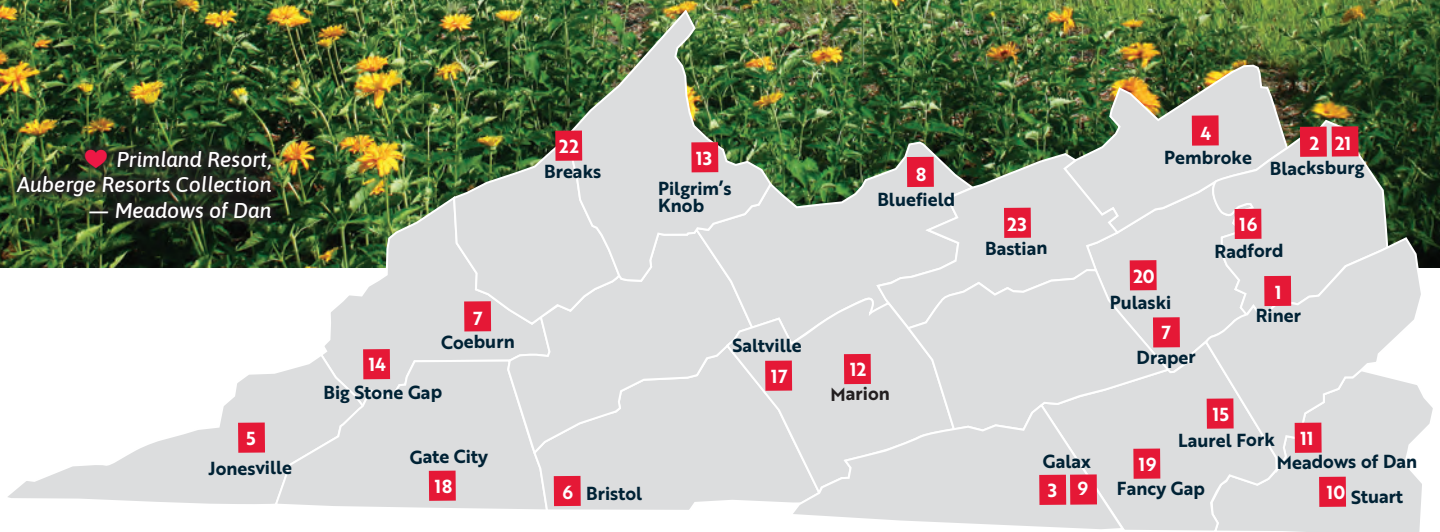 ♥ Primland Resort,
Auberge Resorts Collection
— Meadows of Dan
22
Breaks
13
Pilgrim's
Knob
8
Bluefield
4
Pembroke
2 21
Blacksburg
23
Bastian
16
Radford
20
Pulaski
1
Riner
7
Coeburn
7
Draper
Saltville
17
12
Marion
14
Big Stone Gap
15
Laurel Fork
5
Jonesville
11
Meadows of Dan
Gate City
18
Galax
3 9
19
Fancy Gap
6 Bristol
10 Stuart